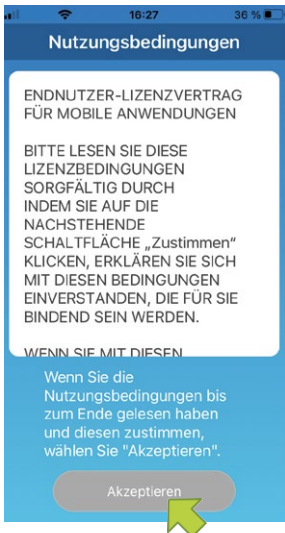 16:27 36 %
Nutzungsbedingungen
ENDNUTZER-LIZENZVERTRAG
FÜR MOBILE ANWENDUNGEN
BITTE LESEN SIE DIESE
LIZENZBEDINGUNGEN
SORGFÄLTIG DURCH
INDEM SIE AUF DIE
NACHSTEHENDE
SCHALTFLÄCHE „Zustimmen“
KLICKEN, ERKLÄREN SIE SICH
MIT DIESEN BEDINGUNGEN
EINVERSTANDEN, DIE FÜR SIE
BINDEND SEIN WERDEN.
WENN SIE MIT DIESEN
Wenn Sie die
Nutzungsbedingungen bis
zum Ende gelesen haben
und diesen zustimmen,
wählen Sie "Akzeptieren".
Akzeptieren